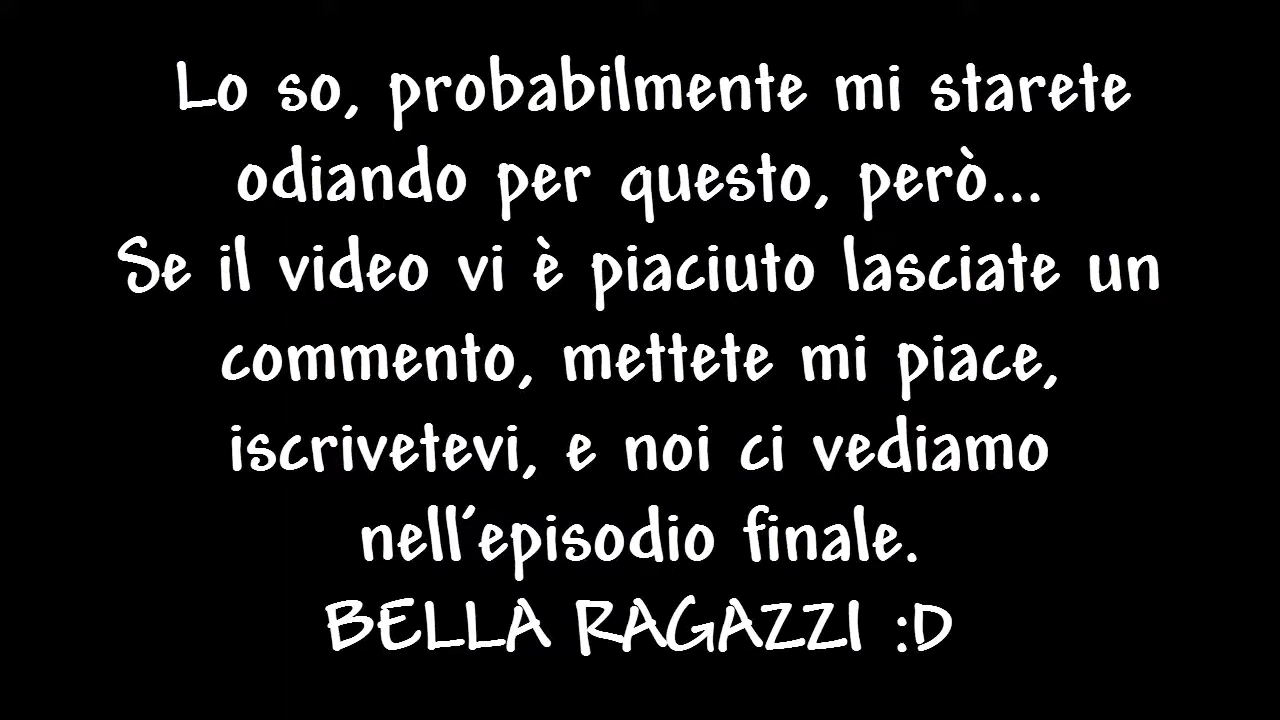 Lo so, probabilmente mi starete
odiando per questo, però...
Se il video vi è piaciuto lasciate un
commento, mettete mi piace,
iscrivetevi, e noi ci vediamo
nell'episodio finale.
BELLA RAGAZZI :D